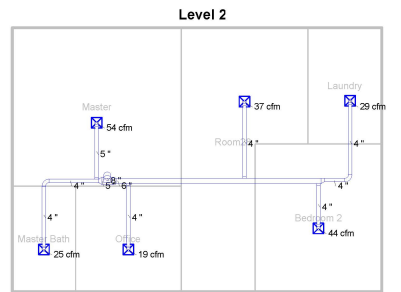 Level 2
Laundry
Master
37 cfm
29 cfm
54 cfm
4 "
4 "
5 "
8 "
4 "
5 "
6 "
4 "
4 "
4 "
4 "
Bedroom 2
Master Bath
Office
44 cfm
25 cfm
19 cfm